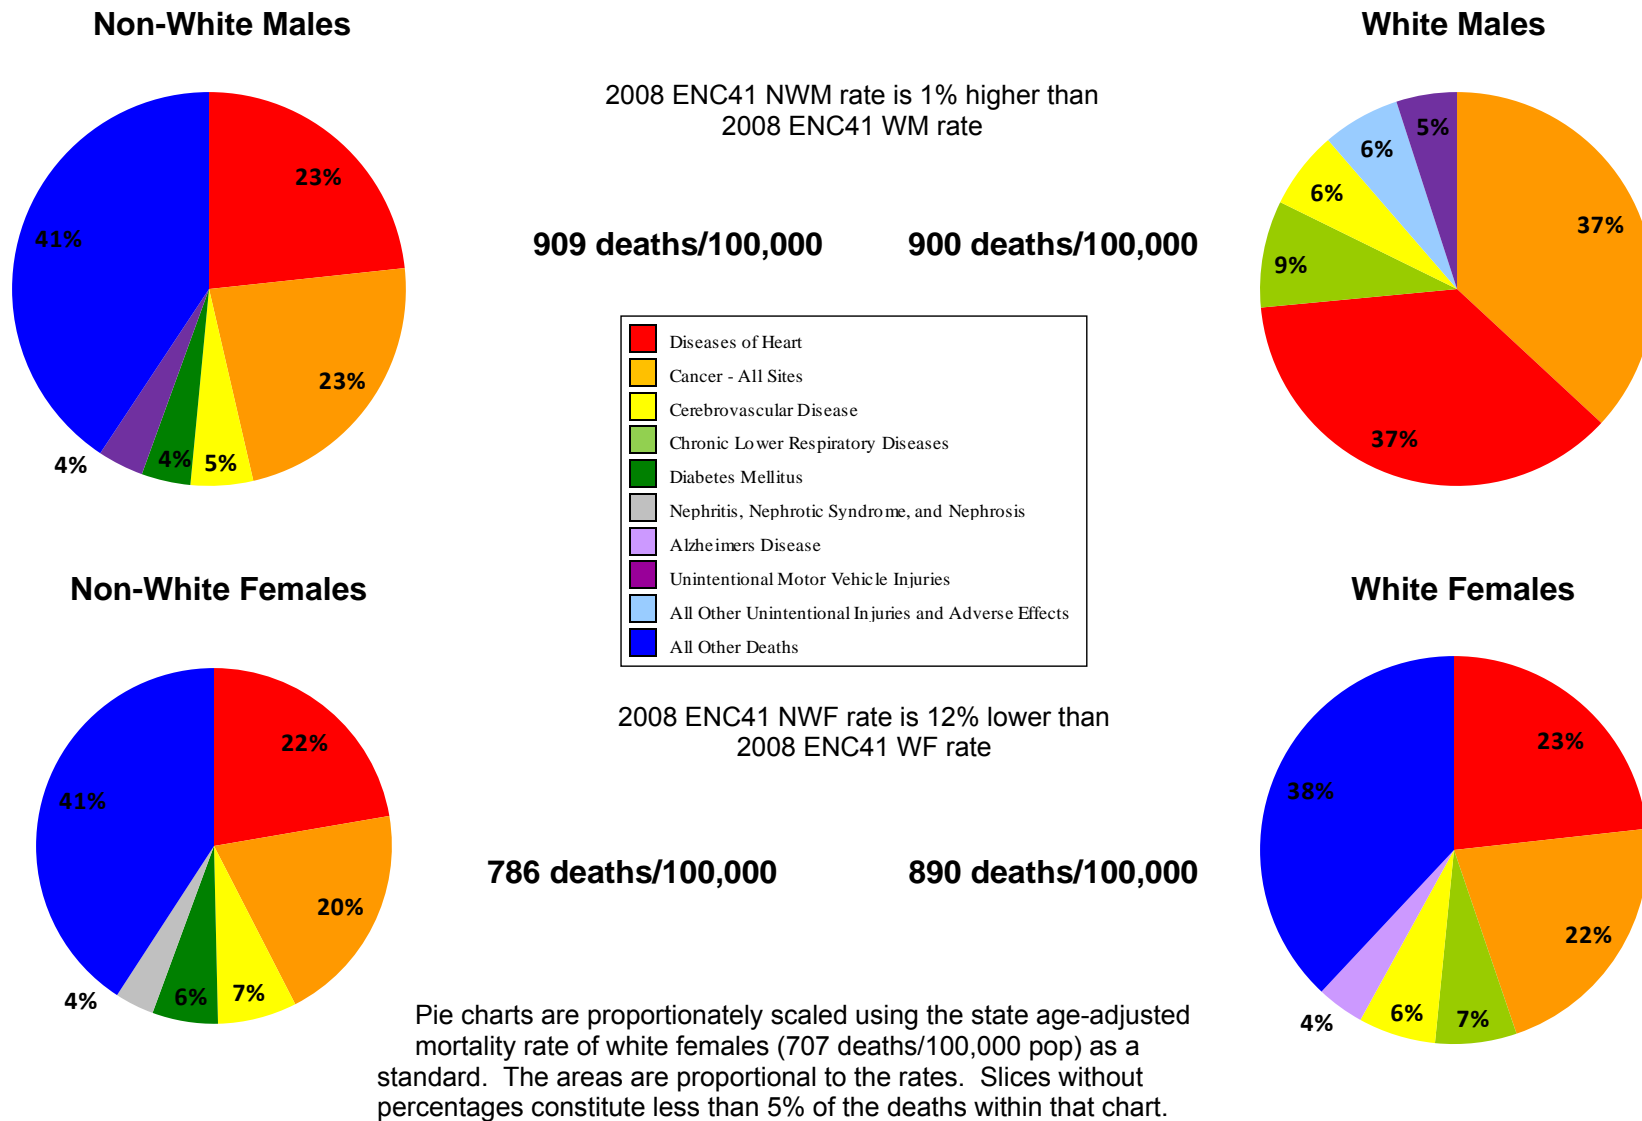 Non-White Males
White Males
2008 ENC41 NWM rate is 1% higher than
2008 ENC41 WM rate
23%
41%
23%
4%
5%
4%
909 deaths/100,000
900 deaths/100,000
5%
6%
6%
37%
9%
37%
Diseases of Heart
Cancer - All Sites
Cerebrovascular Disease
Chronic Lower Respiratory Diseases
Diabetes Mellitus
Nephritis, Nephrotic Syndrome, and Nephrosis
Alzheimers Disease
Unintentional Motor Vehicle Injuries
All Other Unintentional Injuries and Adverse Effects
All Other Deaths
Non-White Females
White Females
2008 ENC41 NWF rate is 12% lower than
2008 ENC41 WF rate
22%
41%
20%
6%
7%
4%
786 deaths/100,000
890 deaths/100,000
23%
38%
22%
6%
7%
4%
Pie charts are proportionately scaled using the state age-adjusted
mortality rate of white females (707 deaths/100,000 pop) as a
standard.  The areas are proportional to the rates.  Slices without
percentages constitute less than 5% of the deaths within that chart.